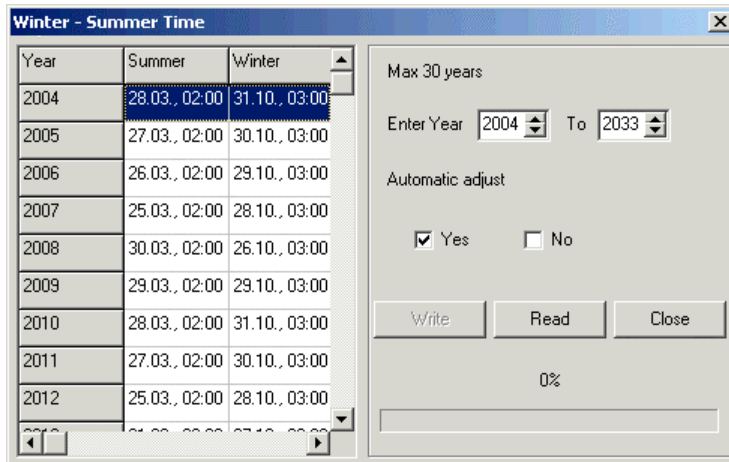 Winter - Summer Time
Year Summer Winter
2004 28.03., 02:00 31.10., 03:00
2005 27.03., 02:00 30.10., 03:00
2006 26.03., 02:00 29.10., 03:00
2007 25.03., 02:00 28.10., 03:00
2008 30.03., 02:00 26.10., 03:00
2009 29.03., 02:00 29.10., 03:00
2010 28.03., 02:00 31.10., 03:00
2011 27.03., 02:00 30.10., 03:00
2012 25.03., 02:00 28.10., 03:00
Max 30 years
Enter Year 2004 To 2033
Automatic adjust
Yes No
Write Read Close
0%